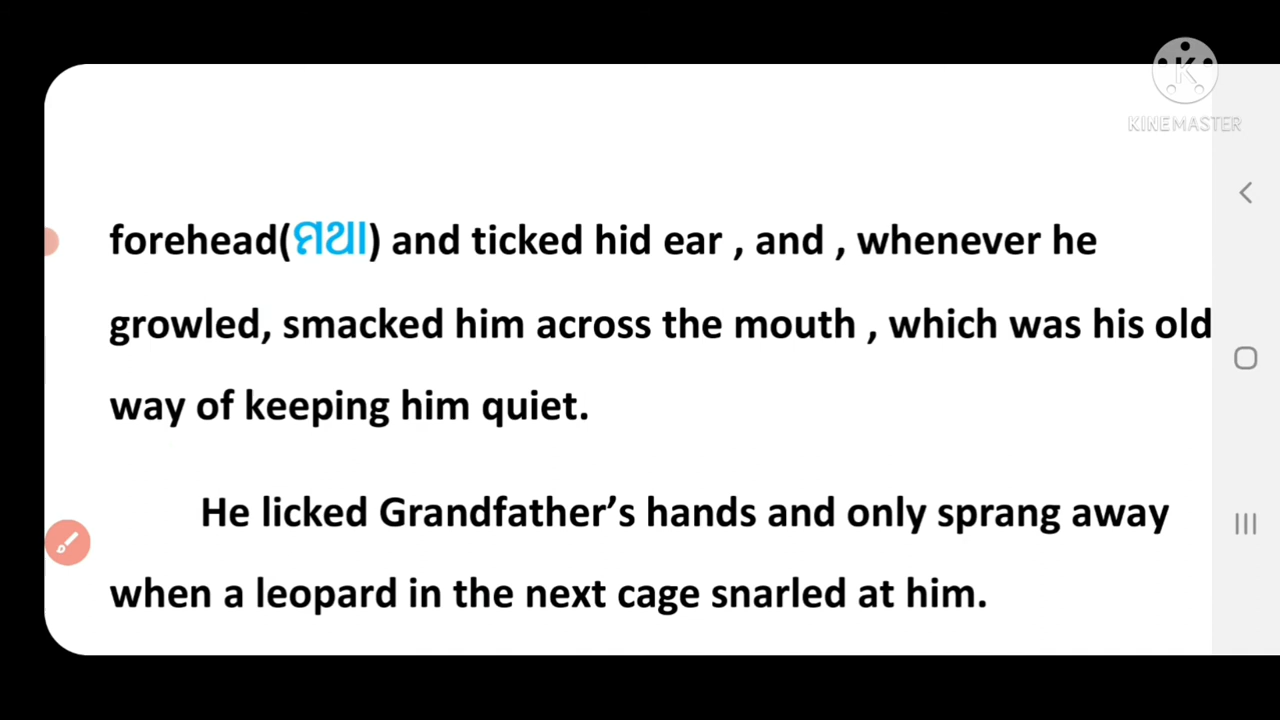 KINEMASTER
forehead(ମଥା) and ticked hid ear , and , whenever he
growled, smacked him across the mouth , which was his old
way of keeping him quiet.
He licked Grandfather’s hands and only sprang away
when a leopard in the next cage snarled at him.